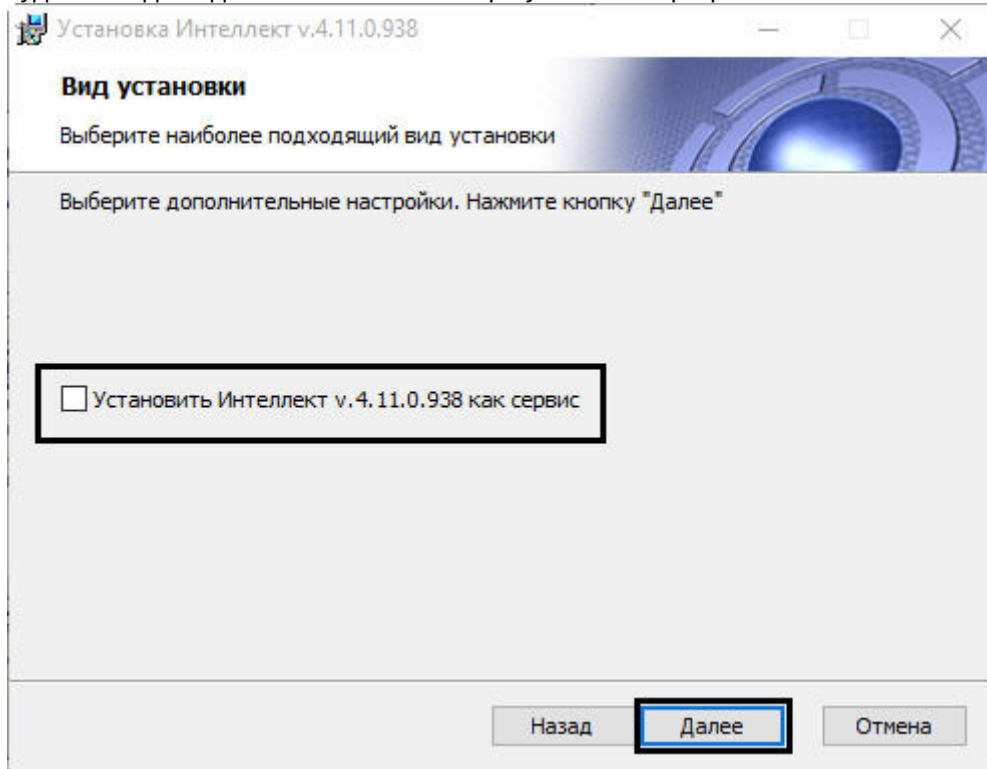 Установка Интеллект v.4.11.0.938
Вид установки
Выберите наиболее подходящий вид установки
Выберите дополнительные настройки. Нажмите кнопку "Далее"
Установить Интеллект v.4.11.0.938 как сервис
Назад Далее Отмена